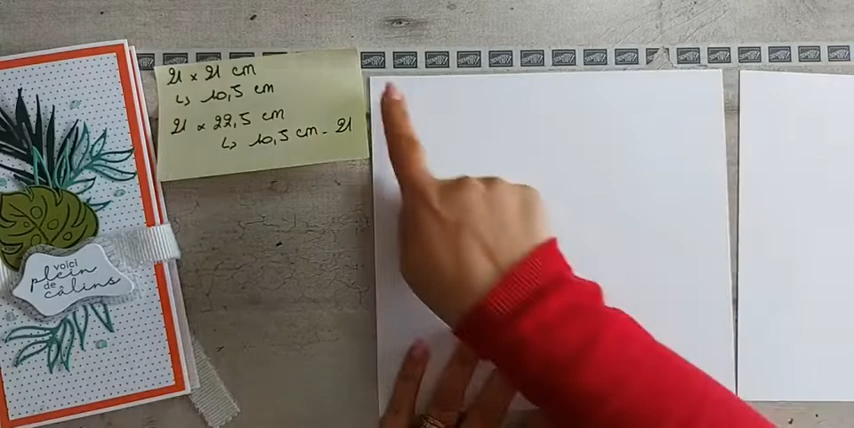 21 x 21 cm
↳ 10,5 cm
21 x 22,5 cm
↳ 10,5 cm - 21
voici
plein
de
câlins